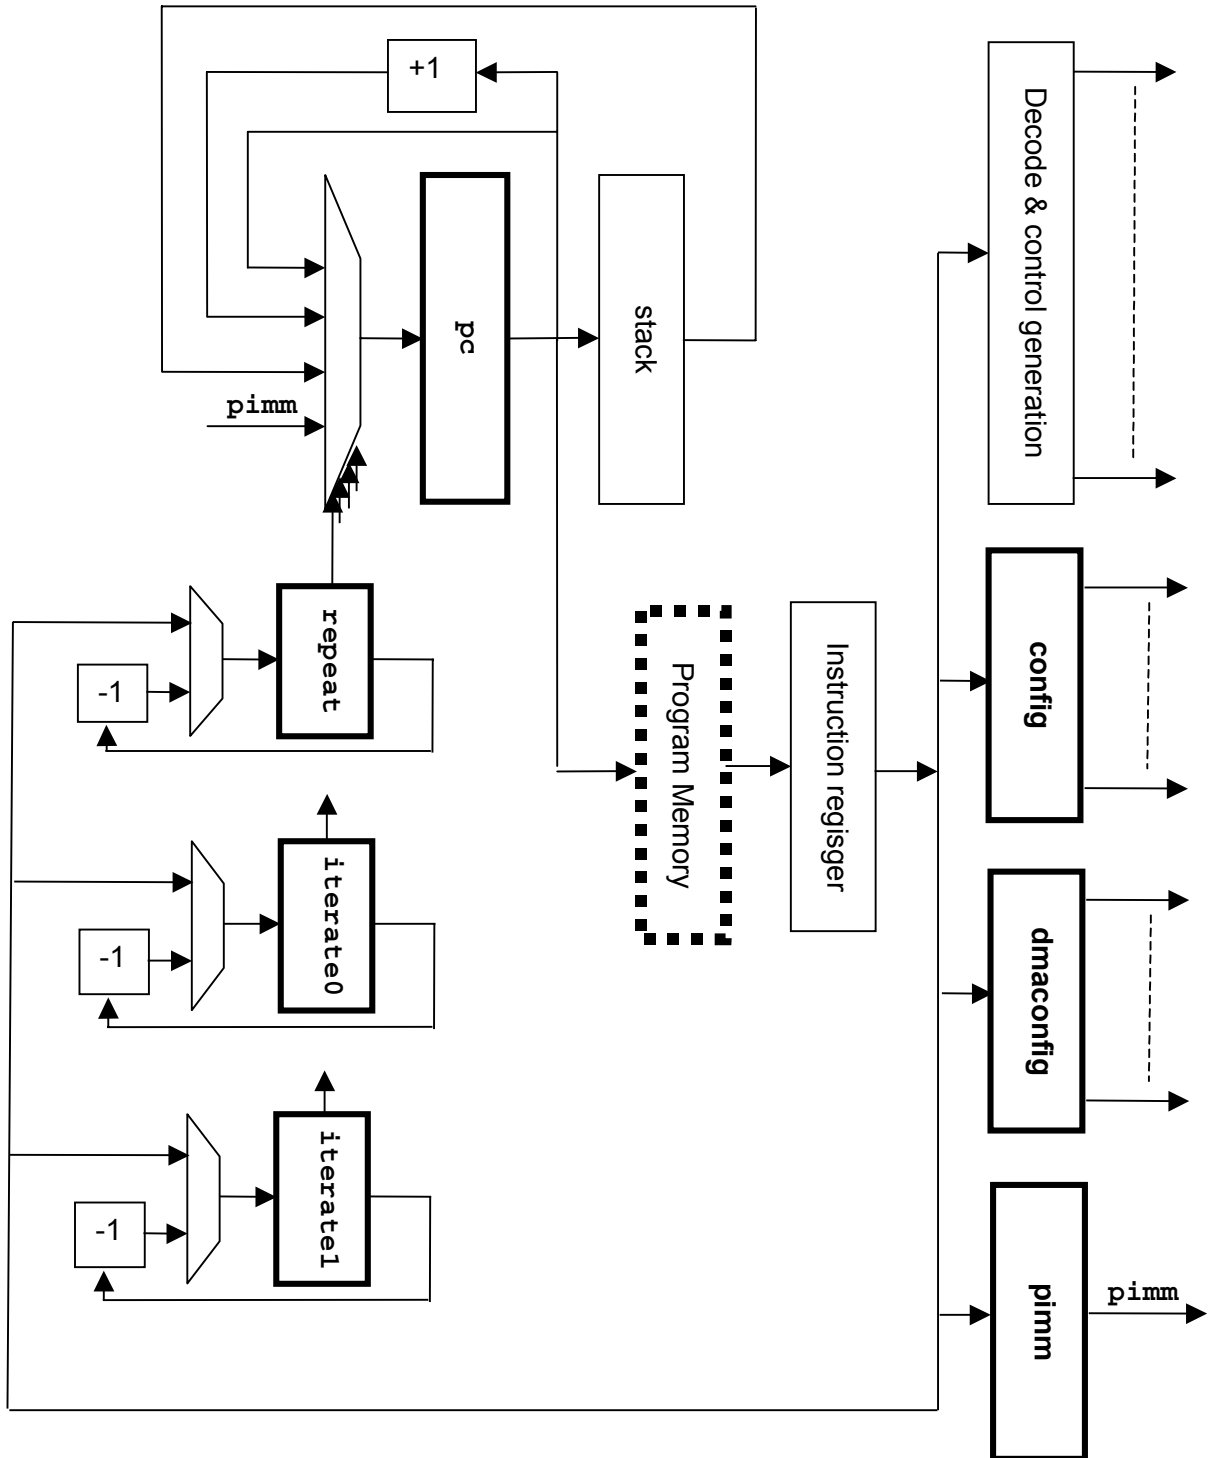 +1
Decode & control generation
pc
stack
pimm
repeat
-1
config
Program Memory
Instruction regisger
iterate0
-1
dmaconfig
iterate1
-1
pimm
pimm